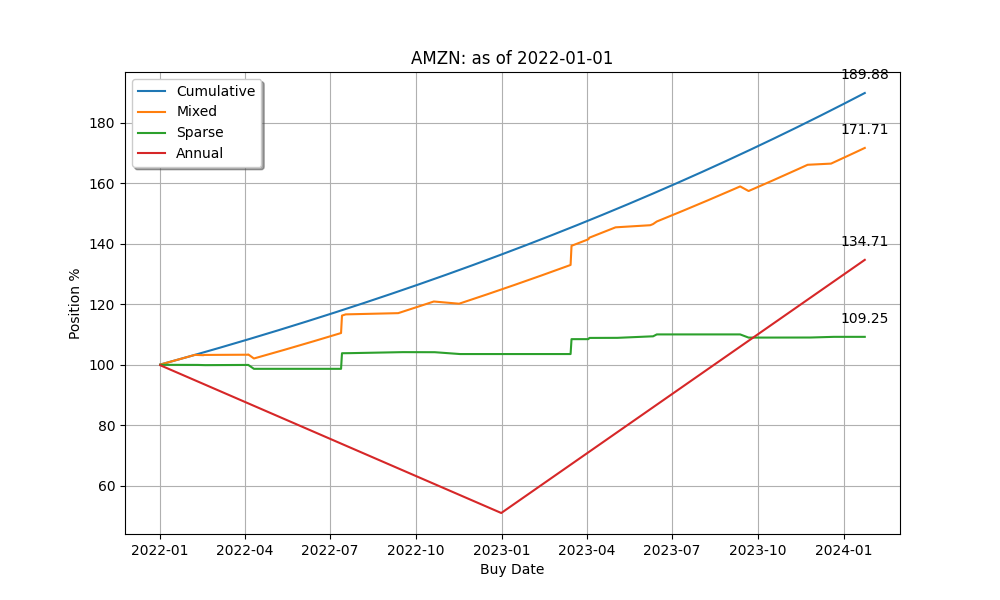 AMZN: as of 2022-01-01
Cumulative
Mixed
Sparse
Annual
189.88
171.71
134.71
109.25
180
160
140
120
100
80
60
Position %
2022-01 2022-04 2022-07 2022-10 2023-01 2023-04 2023-07 2023-10 2024-01
Buy Date